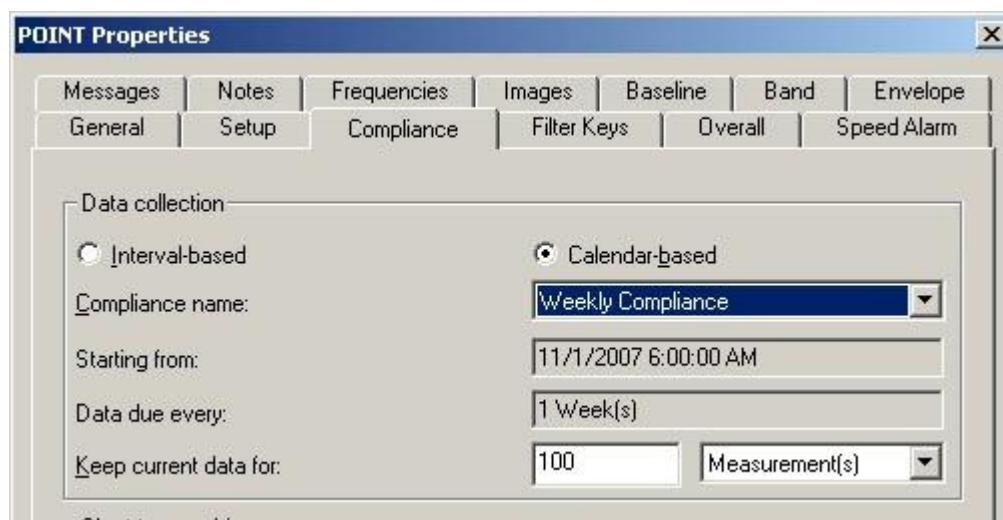 POINT Properties
Messages Notes Frequencies Images Baseline Band Envelope
General Setup Compliance Filter Keys Overall Speed Alarm
Data collection
Interval-based Calendar-based
Compliance name: Weekly Compliance
Starting from: 11/1/2007 6:00:00 AM
Data due every: 1 Week(s)
Keep current data for: 100 Measurement(s)